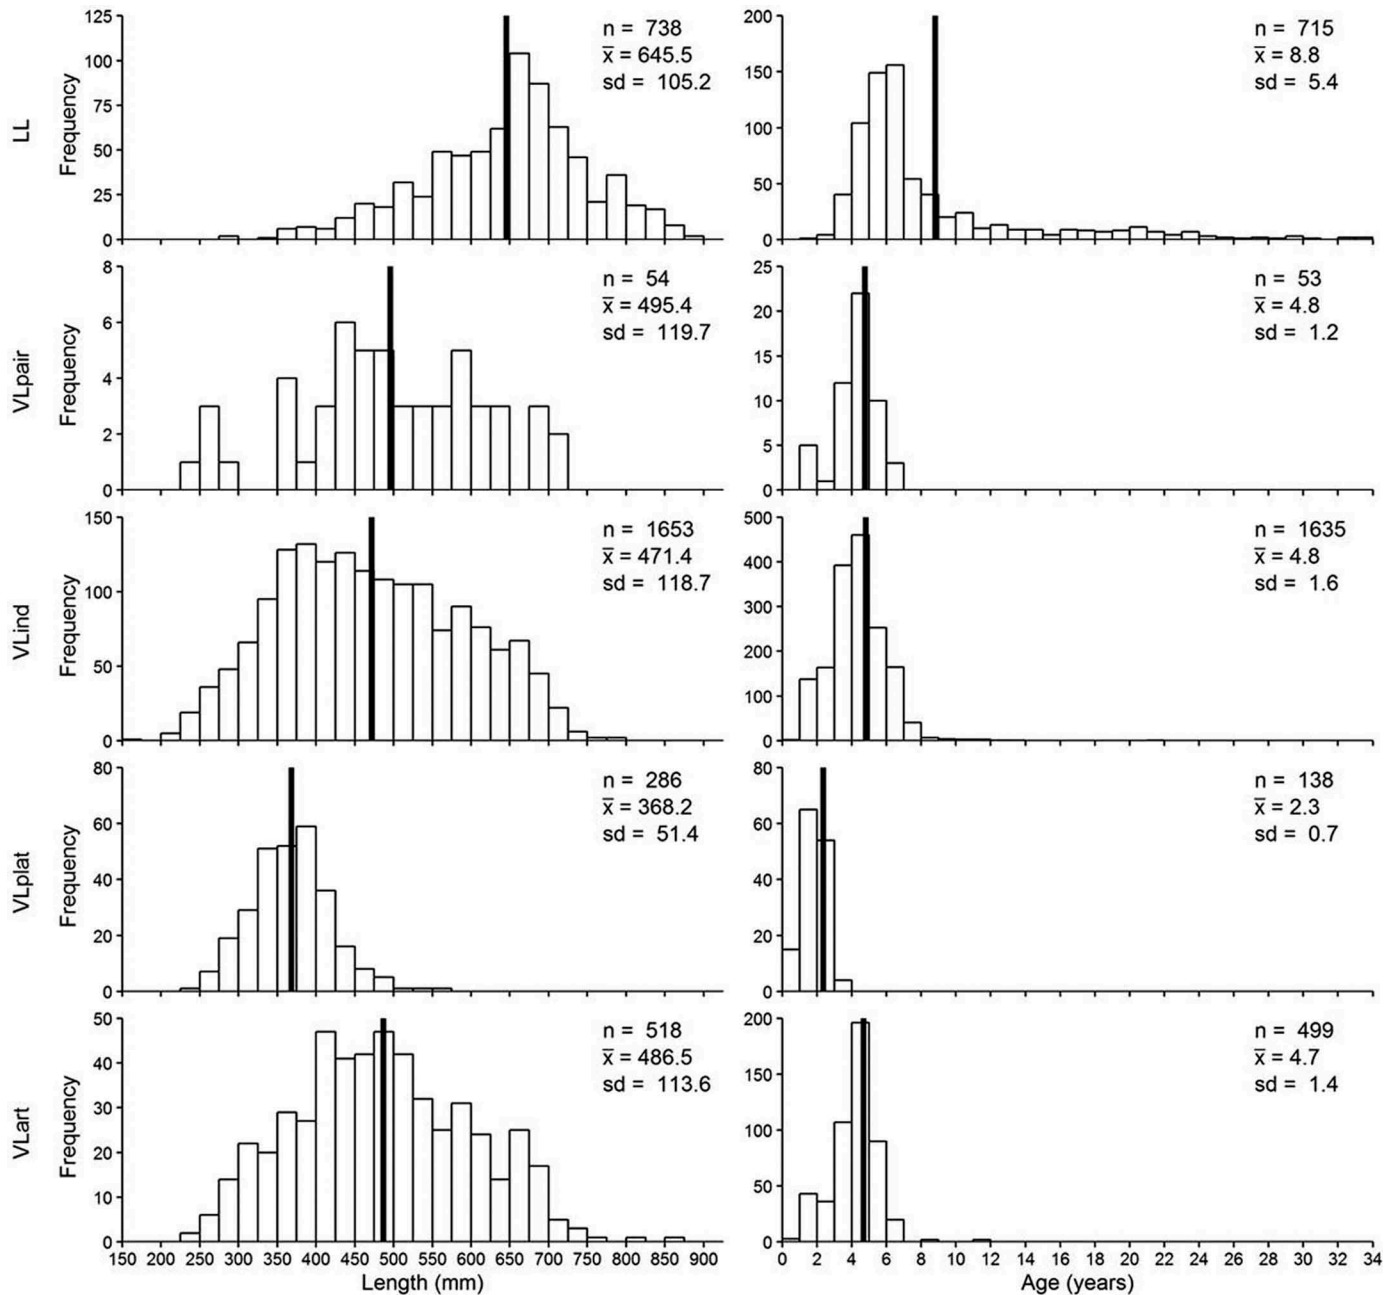 LL
Frequency
125
100
75
50
25
0
n = 738
x̄ = 645.5
sd = 105.2
200
150
100
50
0
n = 715
x̄ = 8.8
sd = 5.4
VLpair
Frequency
8
6
4
2
0
n = 54
x̄ = 495.4
sd = 119.7
25
20
15
10
5
0
n = 53
x̄ = 4.8
sd = 1.2
VLind
Frequency
150
100
50
0
n = 1653
x̄ = 471.4
sd = 118.7
500
400
300
200
100
0
n = 1635
x̄ = 4.8
sd = 1.6
VLplat
Frequency
80
60
40
20
0
n = 286
x̄ = 368.2
sd = 51.4
80
60
40
20
0
n = 138
x̄ = 2.3
sd = 0.7
VLart
Frequency
50
40
30
20
10
0
n = 518
x̄ = 486.5
sd = 113.6
150 200 250 300 350 400 450 500 550 600 650 700 750 800 850 900
Length (mm)
200
150
100
50
0
n = 499
x̄ = 4.7
sd = 1.4
0 2 4 6 8 10 12 14 16 18 20 22 24 26 28 30 32 34
Age (years)